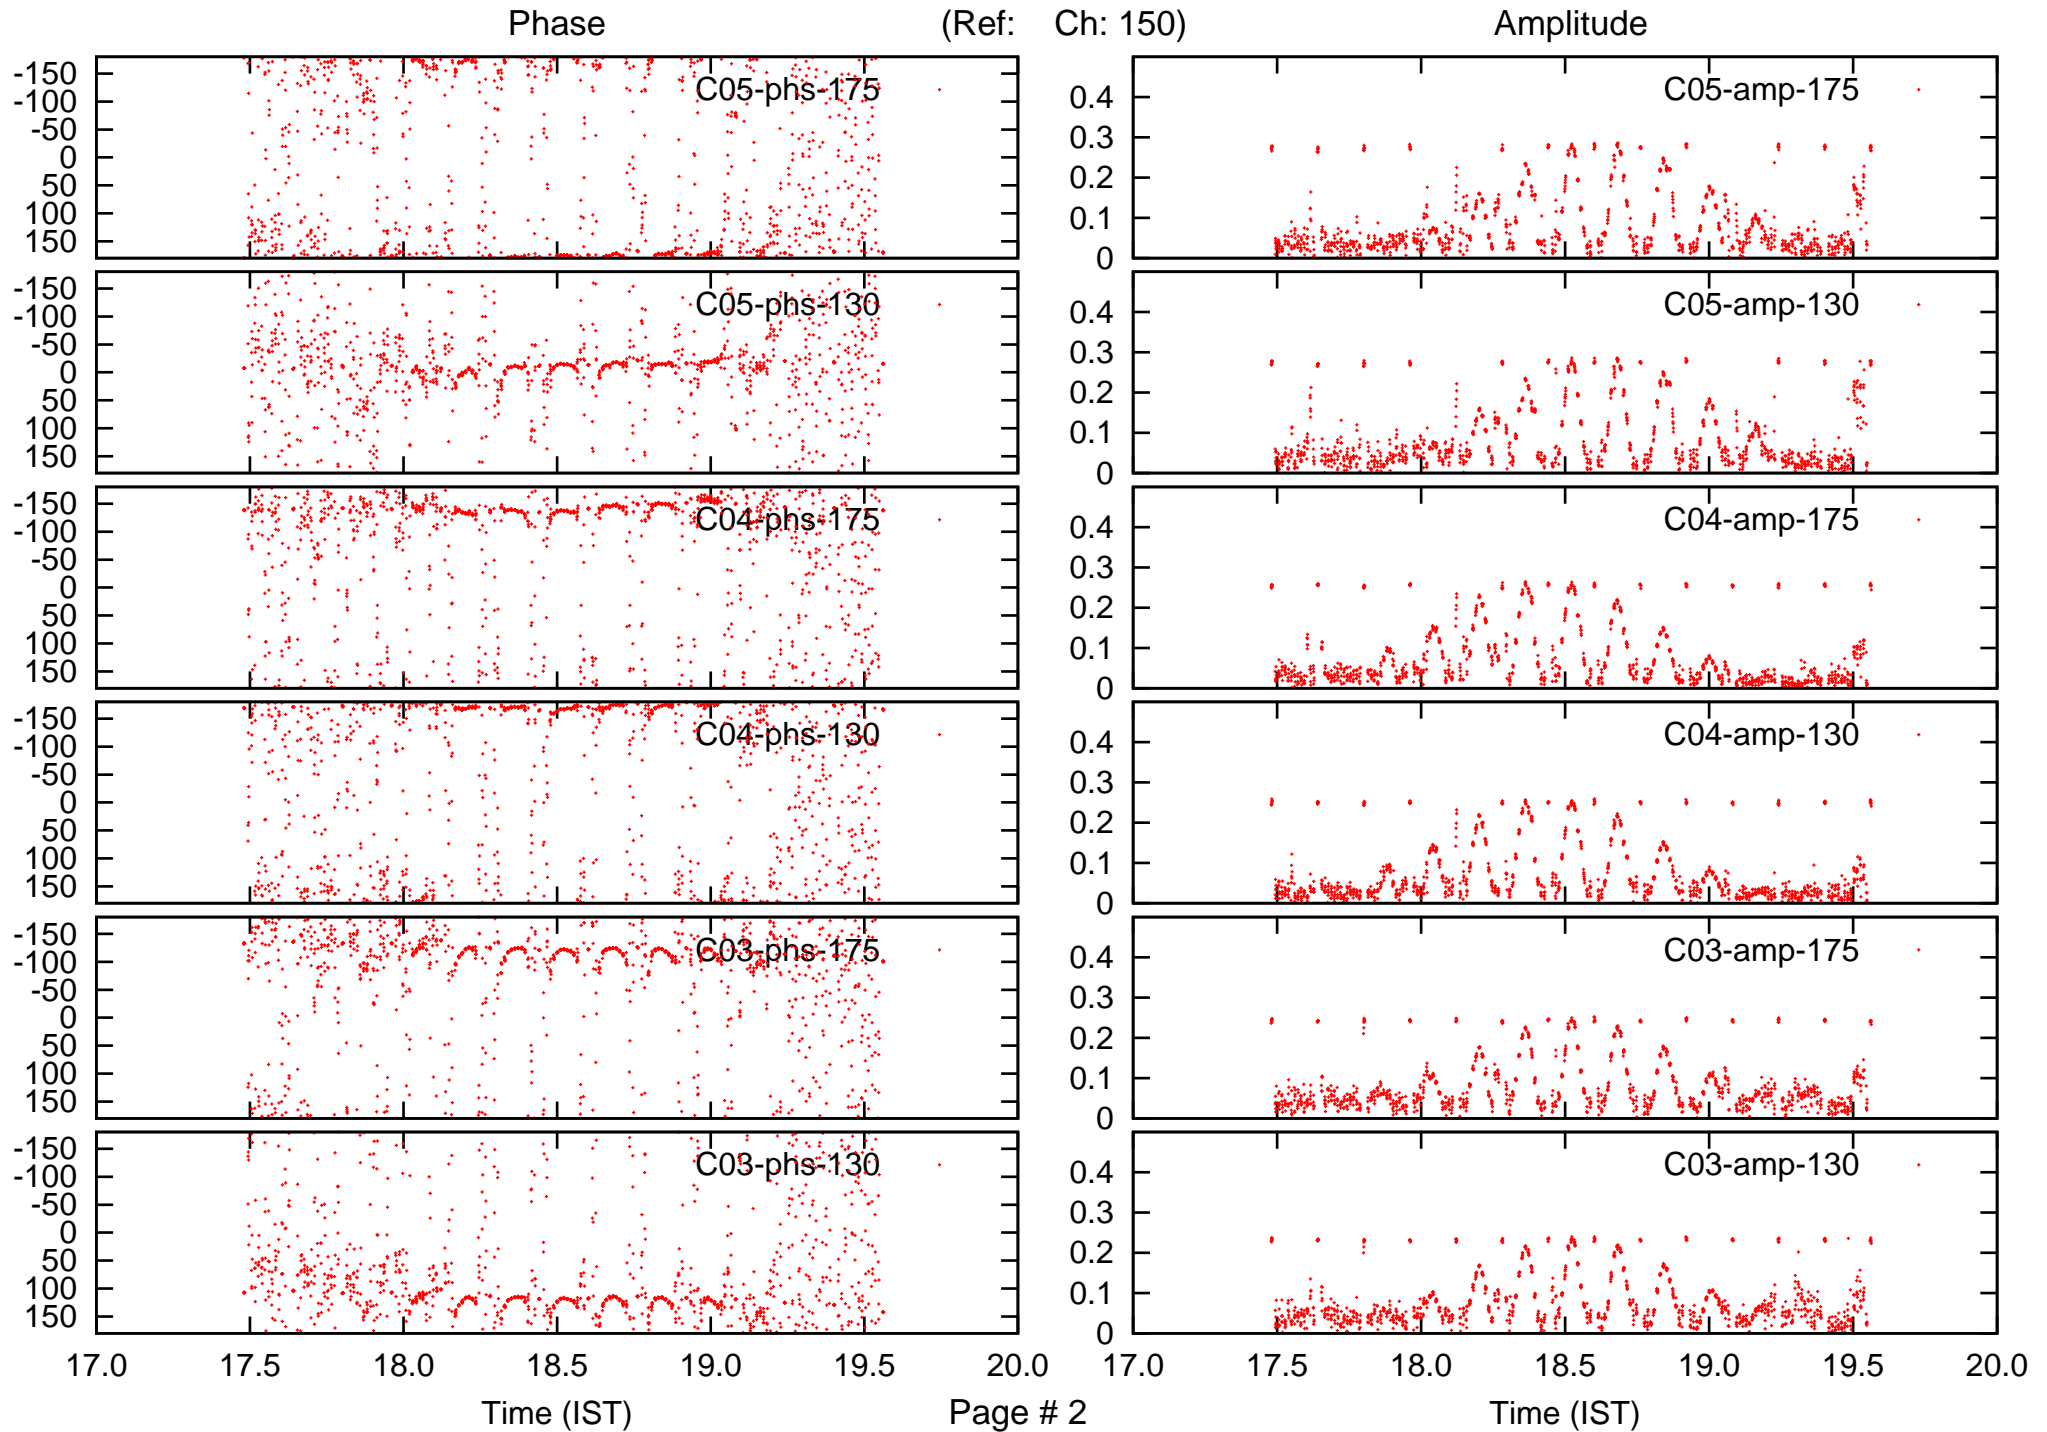 Phase (Ref: Ch: 150) Amplitude
-150 -100 -50 0 50 100 150 C05-phs-175
0.4 0.3 0.2 0.1 0 C05-amp-175
-150 -100 -50 0 50 100 150 C05-phs-130
0.4 0.3 0.2 0.1 0 C05-amp-130
-150 -100 -50 0 50 100 150 C04-phs-175
0.4 0.3 0.2 0.1 0 C04-amp-175
-150 -100 -50 0 50 100 150 C04-phs-130
0.4 0.3 0.2 0.1 0 C04-amp-130
-150 -100 -50 0 50 100 150 C03-phs-175
0.4 0.3 0.2 0.1 0 C03-amp-175
-150 -100 -50 0 50 100 150 C03-phs-130
0.4 0.3 0.2 0.1 0 C03-amp-130
17.0 17.5 18.0 18.5 19.0 19.5 20.0 17.0 17.5 18.0 18.5 19.0 19.5 20.0
Time (IST) Page # 2 Time (IST)